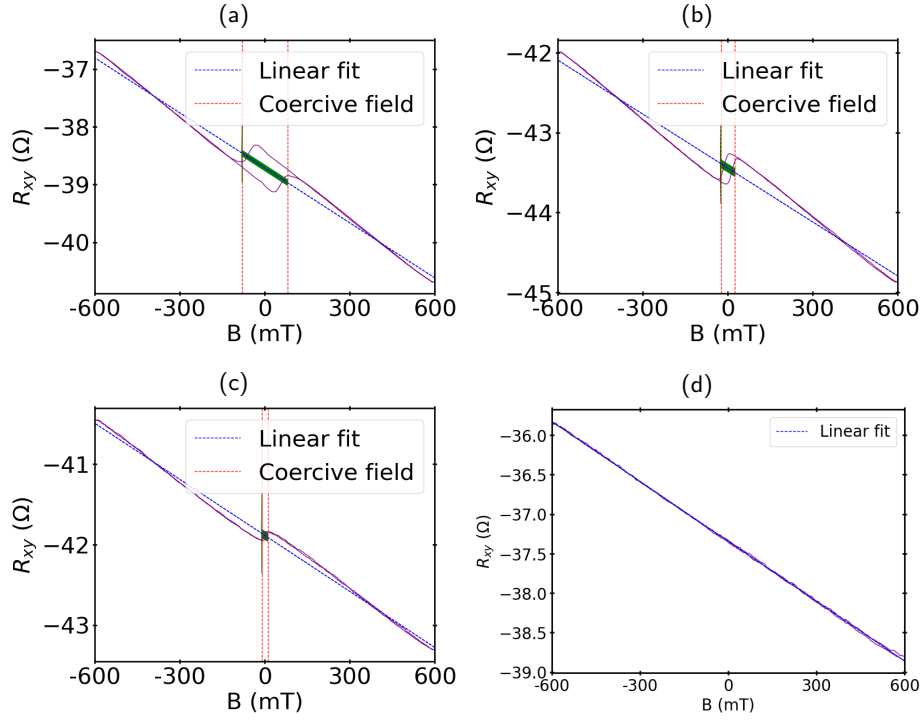 (a)
−37
−38
−39
−40
-600
-300
0
300
600
B (mT)
R_xy (Ω)
Linear fit
Coercive field
(b)
−42
−43
−44
−45
-600
-300
0
300
600
B (mT)
R_xy (Ω)
Linear fit
Coercive field
(c)
−41
−42
−43
-600
-300
0
300
600
B (mT)
R_xy (Ω)
Linear fit
Coercive field
(d)
−36.0
−36.5
−37.0
−37.5
−38.0
−38.5
−39.0
-600
-300
0
300
600
B (mT)
R_xy (Ω)
Linear fit